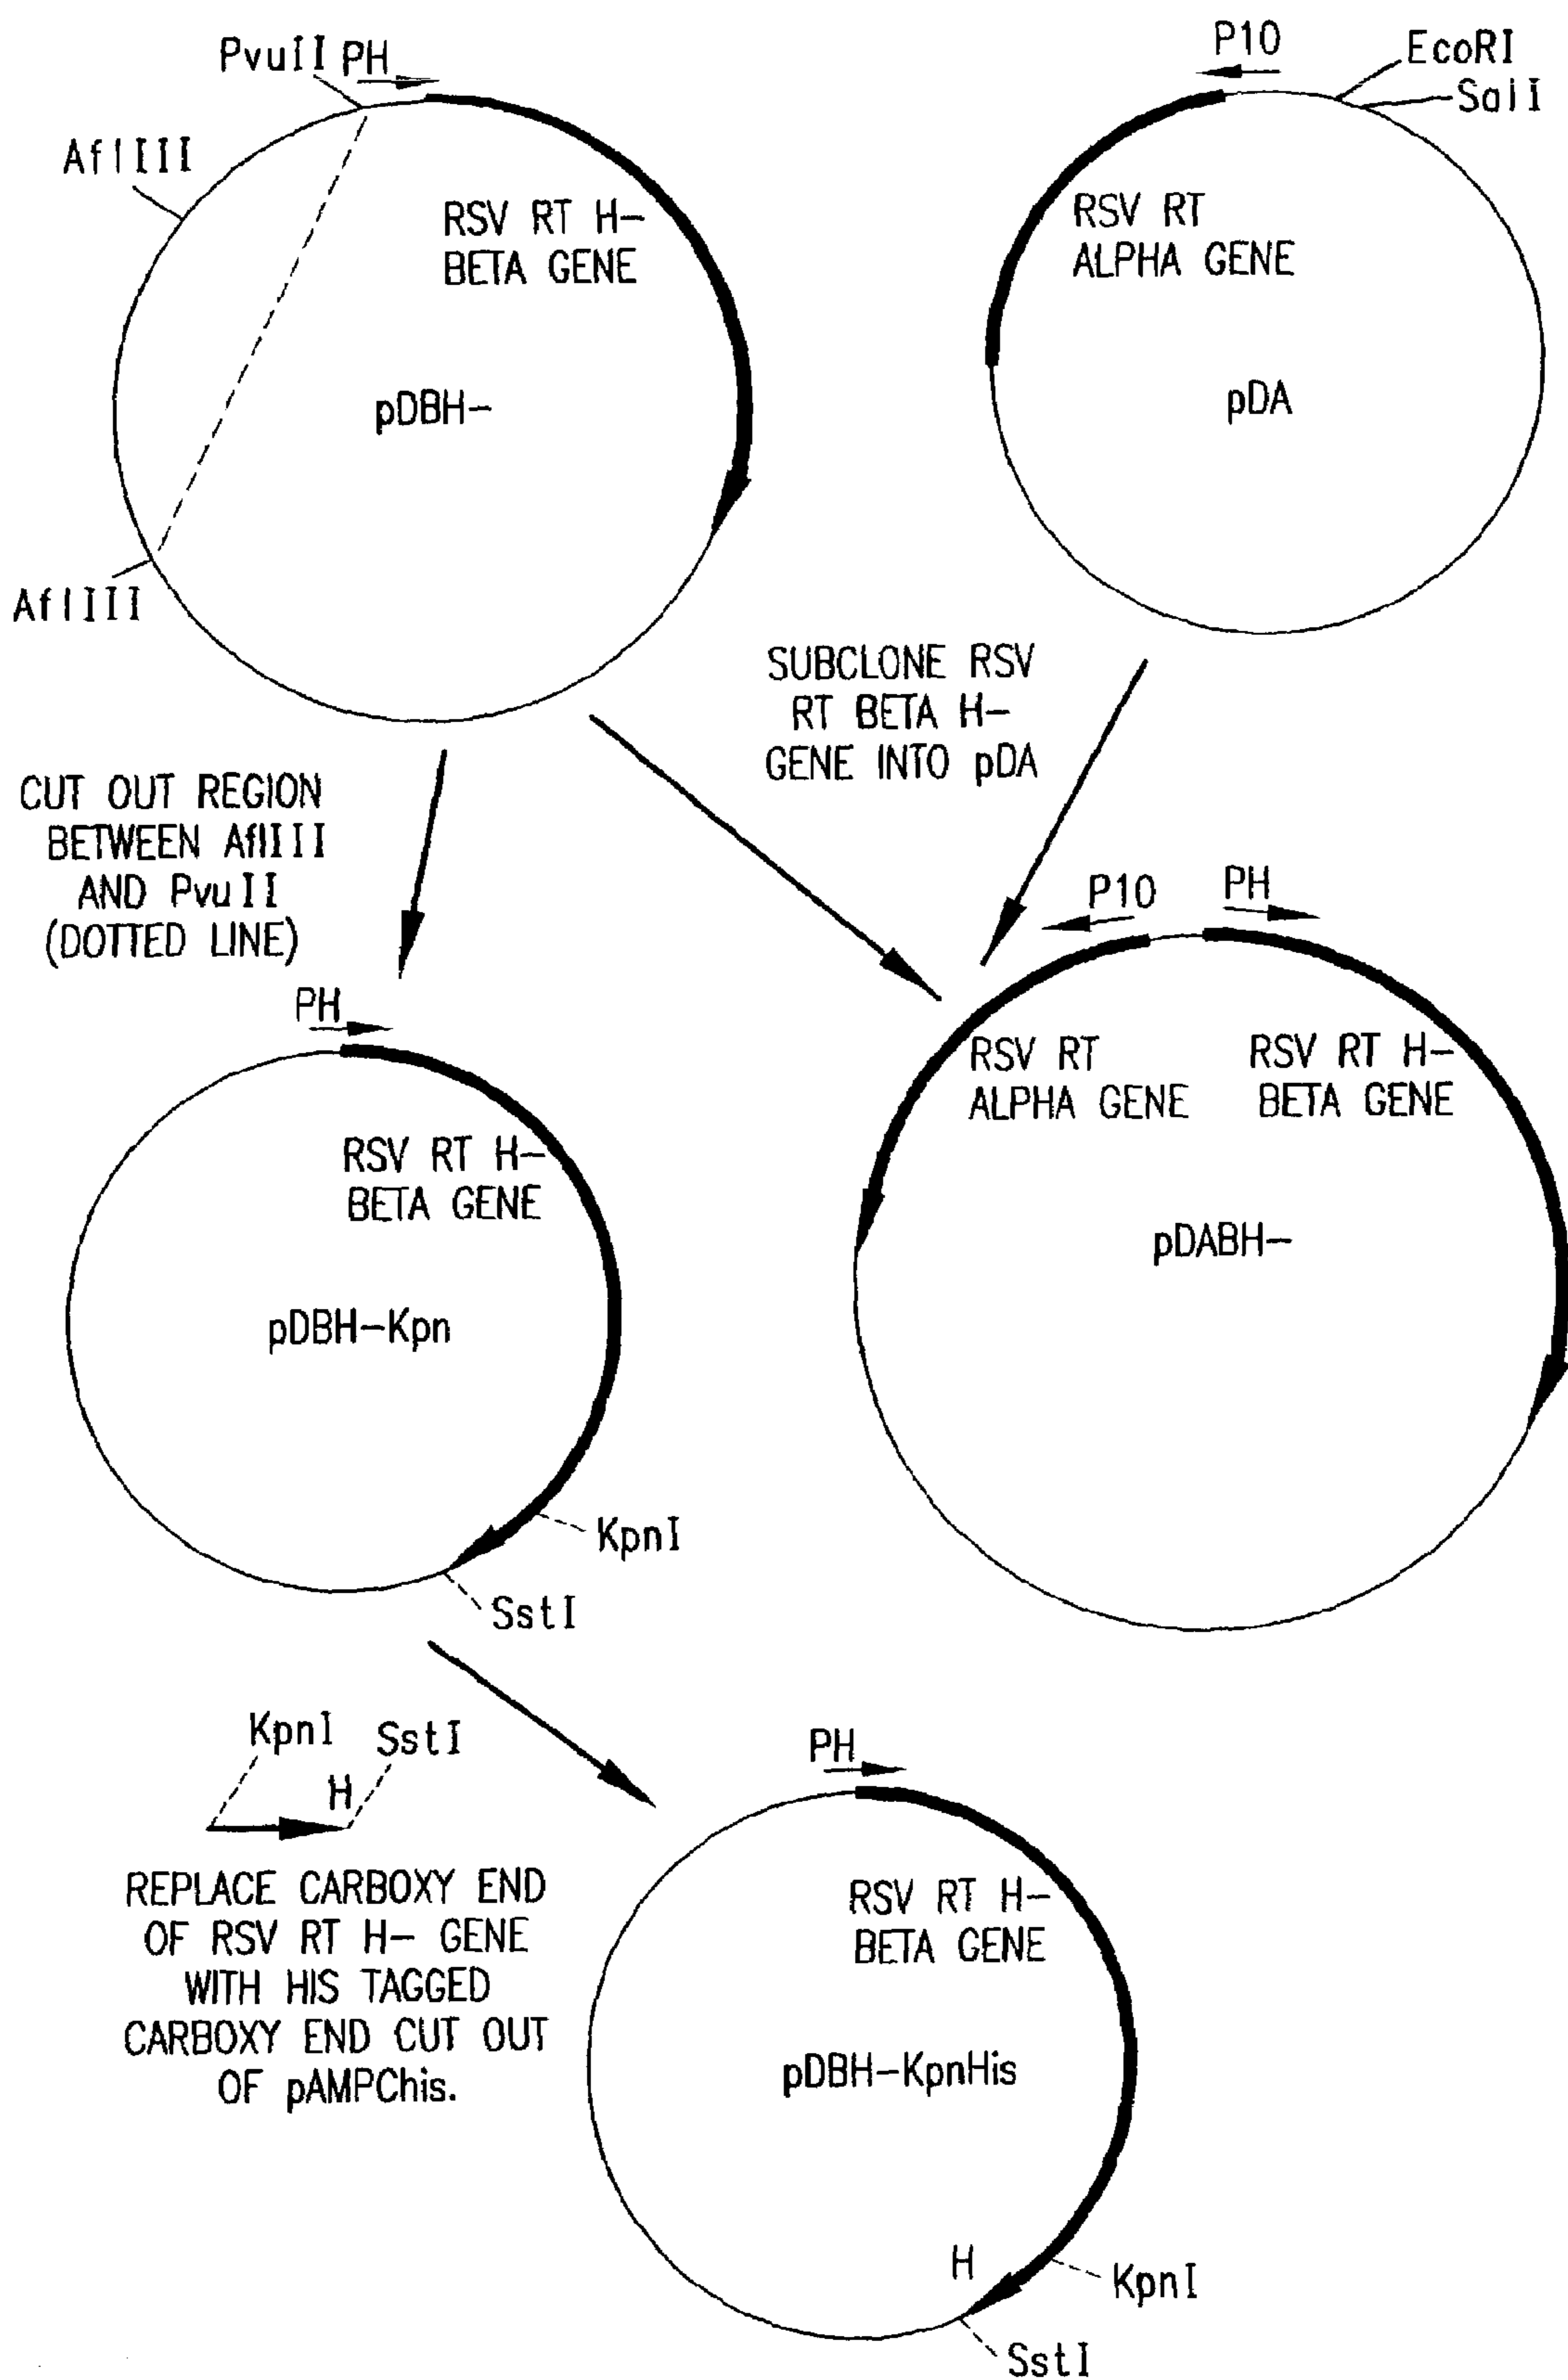 PvuII PH
AflIII
RSV RT H-
BETA GENE
pDBH-
AflIII
P10
EcoRI
SalI
RSV RT
ALPHA GENE
pDA
SUBCLONE RSV
RT BETA H-
GENE INTO pDA
CUT OUT REGION
BETWEEN AflIII
AND PvuII
(DOTTED LINE)
PH
RSV RT H-
BETA GENE
pDBH-Kpn
KpnI
SstI
P10
PH
RSV RT
ALPHA GENE
RSV RT H-
BETA GENE
pDABH-
KpnI
SstI
H
REPLACE CARBOXY END
OF RSV RT H- GENE
WITH HIS TAGGED
CARBOXY END CUT OUT
OF pAMPChis.
PH
RSV RT H-
BETA GENE
pDBH-KpnHis
H
KpnI
SstI